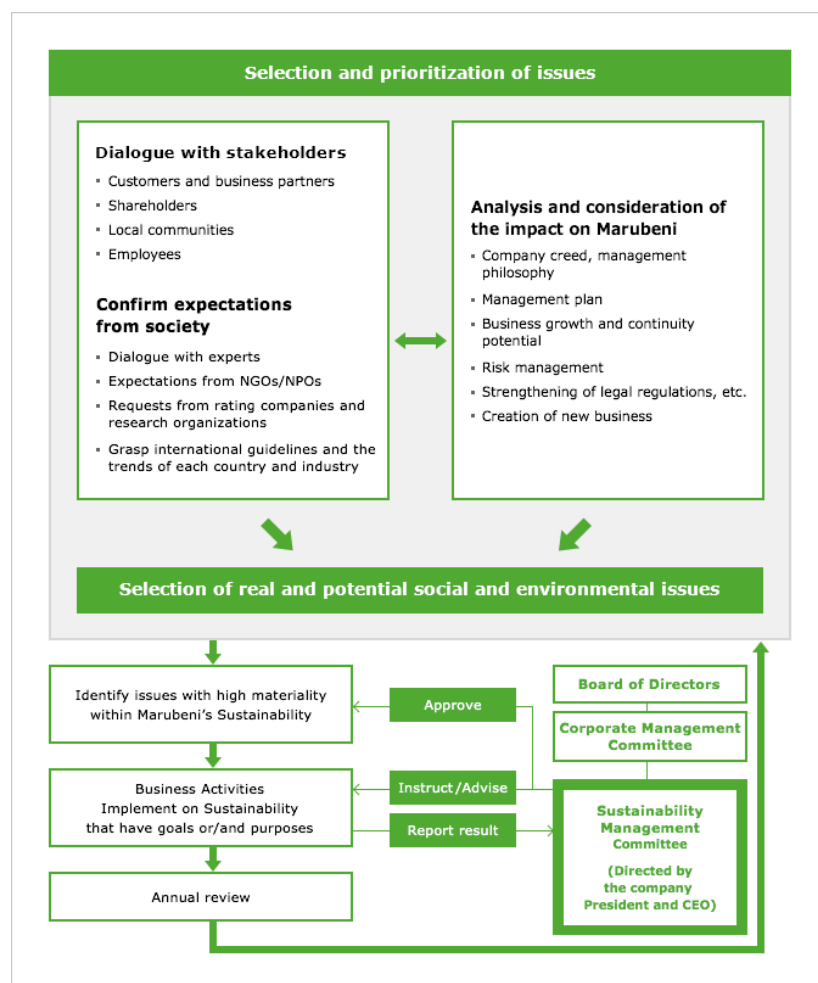 Selection and prioritization of issues
Dialogue with stakeholders
▪ Customers and business partners
▪ Shareholders
▪ Local communities
▪ Employees
Confirm expectations
from society
▪ Dialogue with experts
▪ Expectations from NGOs/NPOs
▪ Requests from rating companies and
research organizations
▪ Grasp international guidelines and the
trends of each country and industry
Analysis and consideration of
the impact on Marubeni
▪ Company creed, management
philosophy
▪ Management plan
▪ Business growth and continuity
potential
▪ Risk management
▪ Strengthening of legal regulations, etc.
▪ Creation of new business
Selection of real and potential social and environmental issues
Identify issues with high materiality
within Marubeni's Sustainability
Approve
Board of Directors
Corporate Management
Committee
Business Activities
Implement on Sustainability
that have goals or/and purposes
Instruct/Advise
Report result
Sustainability
Management
Committee
(Directed by
the company
President and CEO)
Annual review